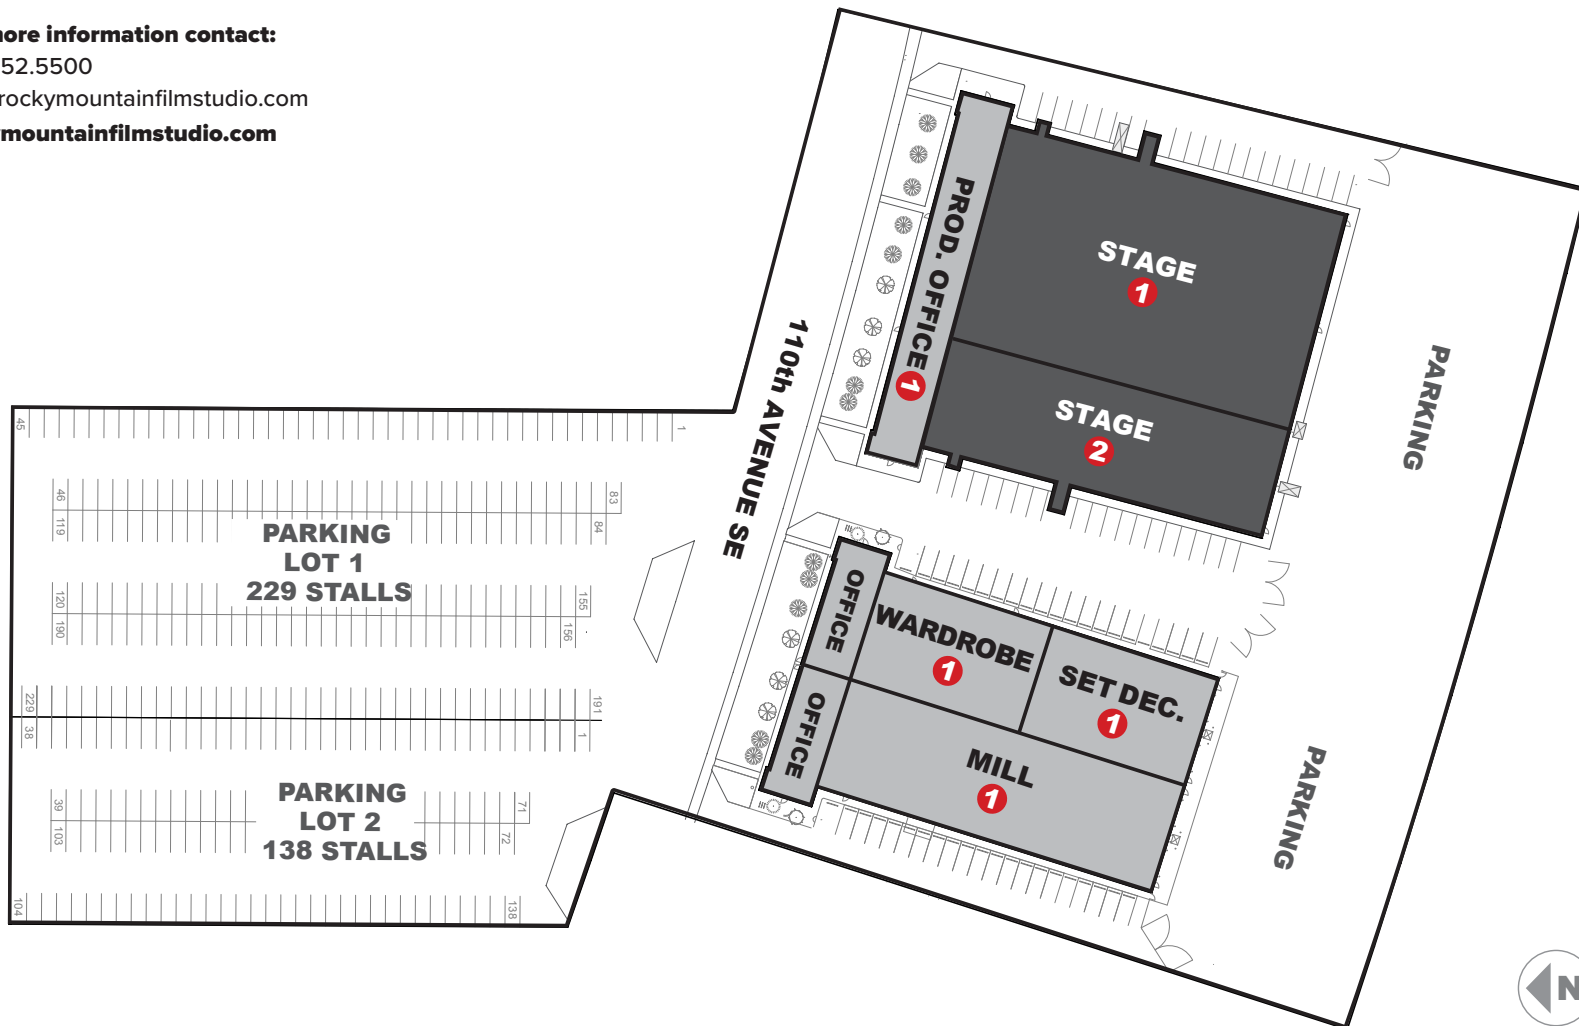 more information contact:
52.5500
rockymountainfilmstudio.com
mountainfilmstudio.com
STAGE
1
PROD. OFFICE 1
STAGE
2
110th AVENUE SE
PARKING
OFFICE
WARDROBE
1
SET DEC.
1
OFFICE
MILL
1
PARKING
45
1
46
83
119
84
PARKING
LOT 1
229 STALLS
120
155
190
156
229
191
38
1
39
71
103
72
PARKING
LOT 2
138 STALLS
104
138
N